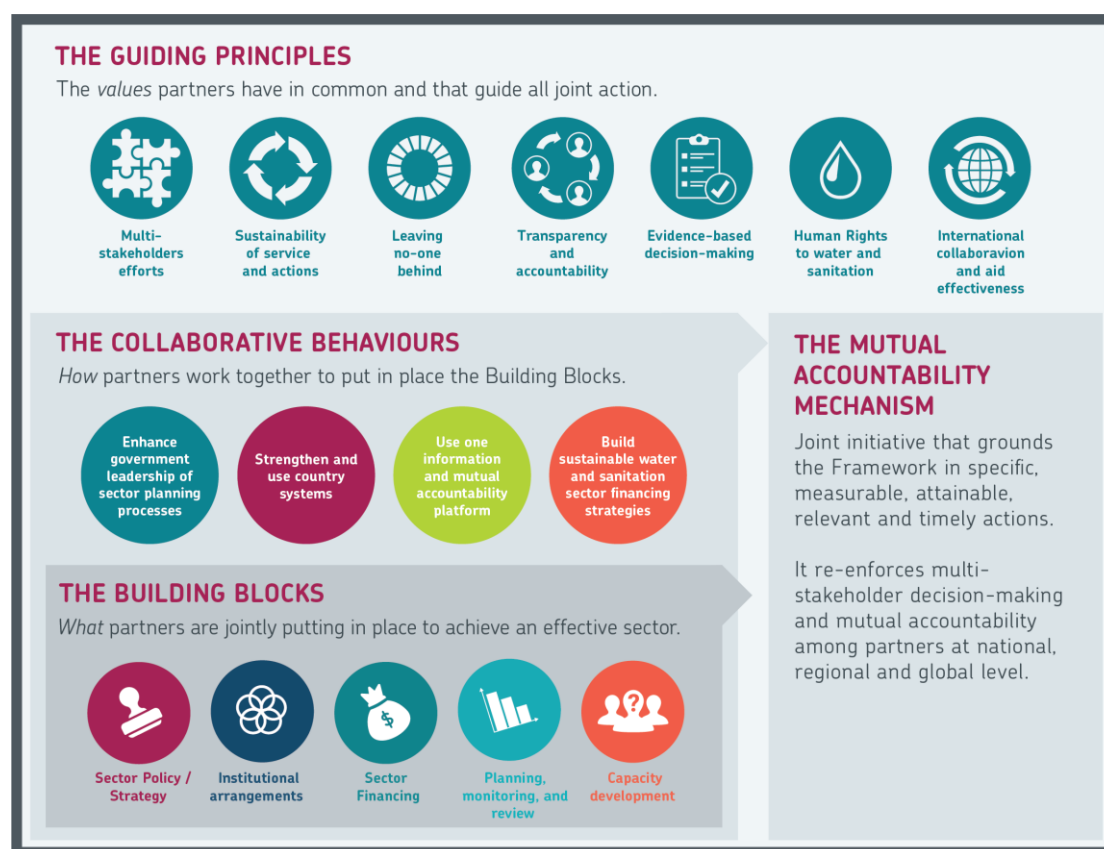 THE GUIDING PRINCIPLES
The values partners have in common and that guide all joint action.
Multi-
stakeholders
efforts
Sustainability
of service
and actions
Leaving
no-one
behind
Transparency
and
accountability
Evidence-based
decision-making
Human Rights
to water and
sanitation
International
collaboravion
and aid
effectiveness
THE COLLABORATIVE BEHAVIOURS
How partners work together to put in place the Building Blocks.
Enhance
government
leadership of
sector planning
processes
Strengthen and
use country
systems
Use one
information
and mutual
accountability
platform
Build
sustainable water
and sanitation
sector financing
strategies
THE BUILDING BLOCKS
What partners are jointly putting in place to achieve an effective sector.
$
?
Sector Policy /
Strategy
Institutional
arrangements
Sector
Financing
Planning,
monitoring, and
review
Capacity
development
THE MUTUAL
ACCOUNTABILITY
MECHANISM
Joint initiative that grounds
the Framework in specific,
measurable, attainable,
relevant and timely actions.
It re-enforces multi-
stakeholder decision-making
and mutual accountability
among partners at national,
regional and global level.